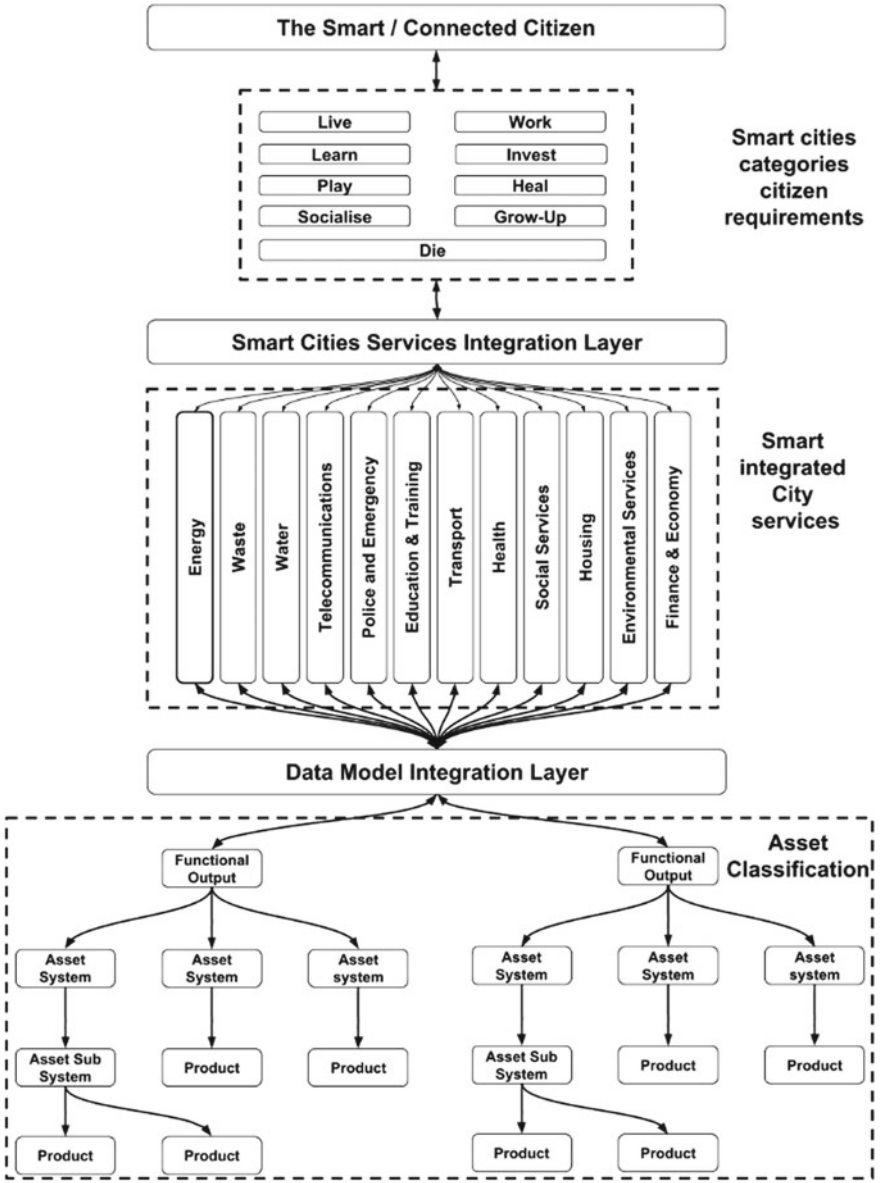 The Smart / Connected Citizen
Live
Work
Learn
Invest
Play
Heal
Socialise
Grow-Up
Die
Smart cities
categories
citizen
requirements
Smart Cities Services Integration Layer
Energy
Waste
Water
Telecommunications
Police and Emergency
Education & Training
Transport
Health
Social Services
Housing
Environmental Services
Finance & Economy
Smart
integrated
City
services
Data Model Integration Layer
Asset
Classification
Functional
Output
Functional
Output
Asset
System
Asset
System
Asset
system
Asset
System
Asset
System
Asset
system
Asset Sub
System
Product
Product
Asset Sub
System
Product
Product
Product
Product
Product
Product